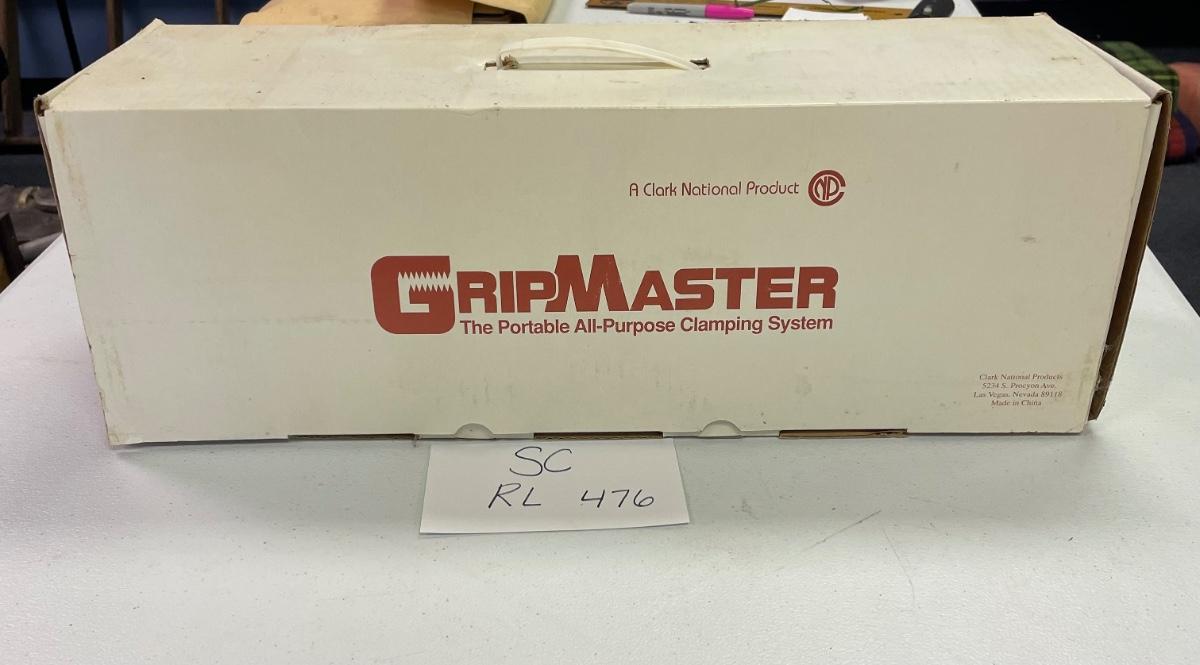 A Clark National Product CNP
GRIPMASTER
The Portable All-Purpose Clamping System
Clark National Products
5234 S. Procyon Ave.
Las Vegas, Nevada 89118
Made in China
SC
RL 476